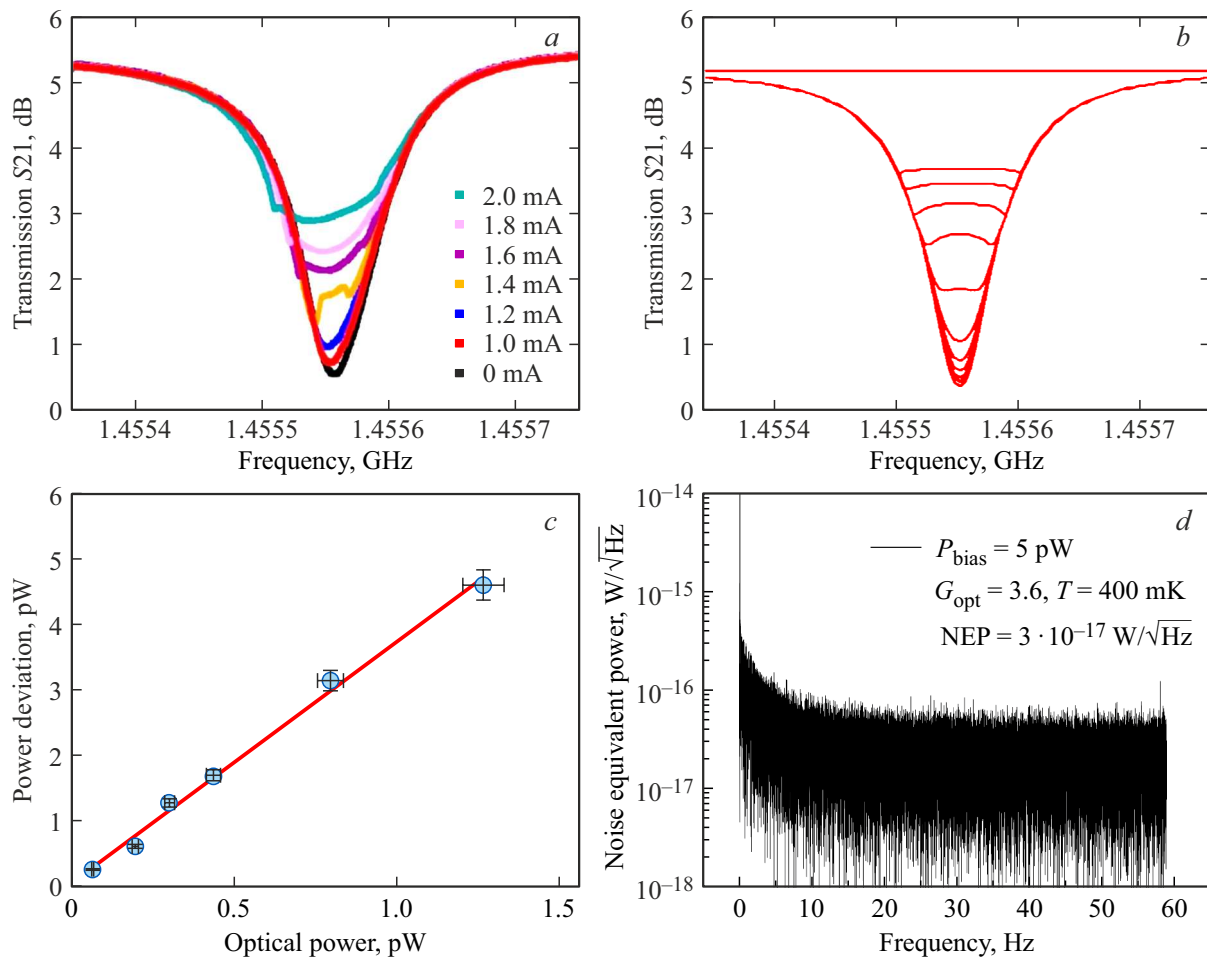 6
5
4
3
2
1
0
Transmission S21, dB
a
2.0 mA
1.8 mA
1.6 mA
1.4 mA
1.2 mA
1.0 mA
0 mA
1.4554
1.4555
1.4556
1.4557
Frequency, GHz
6
5
4
3
2
1
0
Transmission S21, dB
b
1.4554
1.4555
1.4556
1.4557
Frequency, GHz
6
5
4
3
2
1
0
Power deviation, pW
c
0
0.5
1.0
1.5
Optical power, pW
10⁻¹⁴
10⁻¹⁵
10⁻¹⁶
10⁻¹⁷
10⁻¹⁸
Noise equivalent power, W/√Hz
d
P_bias = 5 pW
G_opt = 3.6, T = 400 mK
NEP = 3 · 10⁻¹⁷ W/√Hz
0
10
20
30
40
50
60
Frequency, Hz